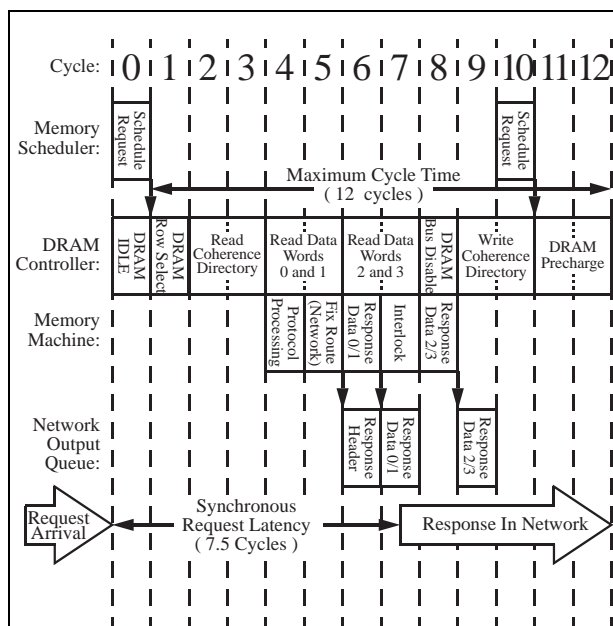 Cycle: 0 1 2 3 4 5 6 7 8 9 10 11 12
Memory
Scheduler:
Schedule
Request
Schedule
Request
Maximum Cycle Time
( 12 cycles )
DRAM
Controller:
DRAM
IDLE
DRAM
Row Select
Read
Coherence
Directory
Read Data
Words
0 and 1
Read Data
Words
2 and 3
DRAM
Bus Disable
Write
Coherence
Directory
DRAM
Precharge
Memory
Machine:
Protocol
Processing
Fix Route
(Network)
Response
Data 0/1
Interlock
Response
Data 2/3
Network
Output
Queue:
Response
Header
Response
Data 0/1
Response
Data 2/3
Request
Arrival
Synchronous
Request Latency
( 7.5 Cycles )
Response In Network